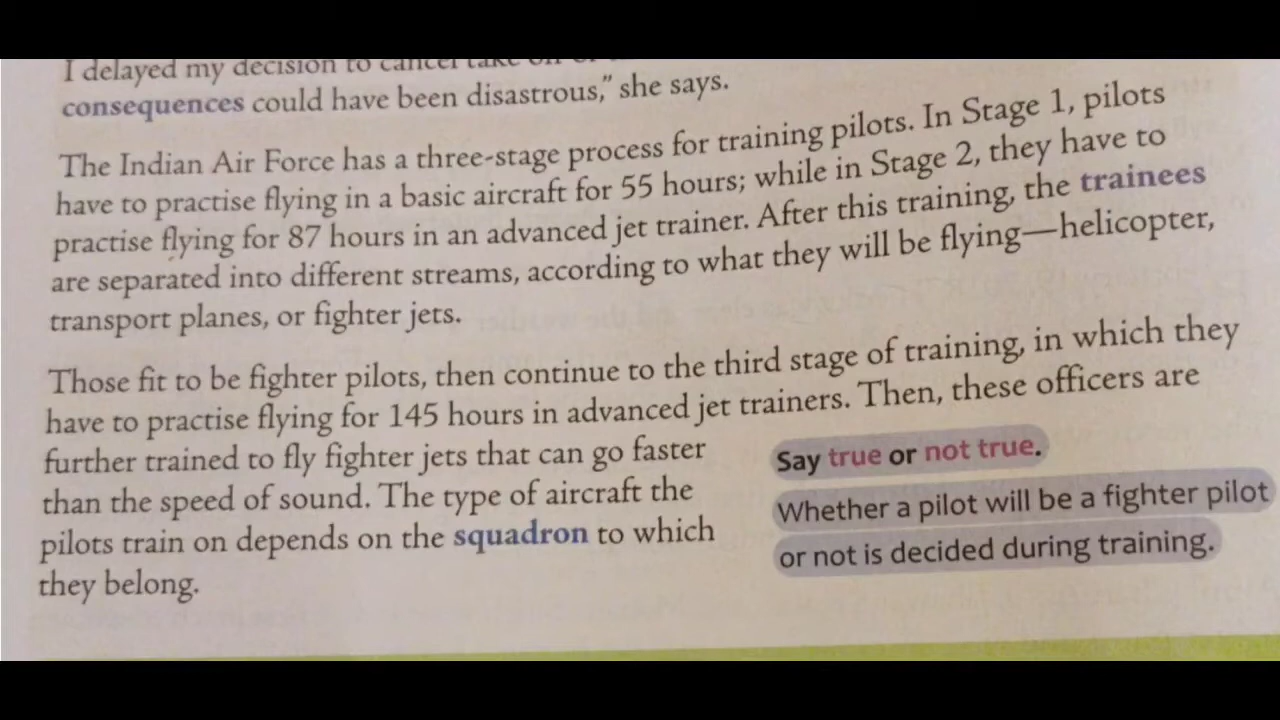 I delayed my decision to cancel take
consequences could have been disastrous," she says.
The Indian Air Force has a three-stage process for training pilots. In Stage 1, pilots
have to practise flying in a basic aircraft for 55 hours; while in Stage 2, they have to
practise flying for 87 hours in an advanced jet trainer. After this training, the trainees
are separated into different streams, according to what they will be flying—helicopter,
transport planes, or fighter jets.
Those fit to be fighter pilots, then continue to the third stage of training, in which they
have to practise flying for 145 hours in advanced jet trainers. Then, these officers are
further trained to fly fighter jets that can go faster
than the speed of sound. The type of aircraft the
pilots train on depends on the squadron to which
they belong.
Say true or not true.
Whether a pilot will be a fighter pilot
or not is decided during training.